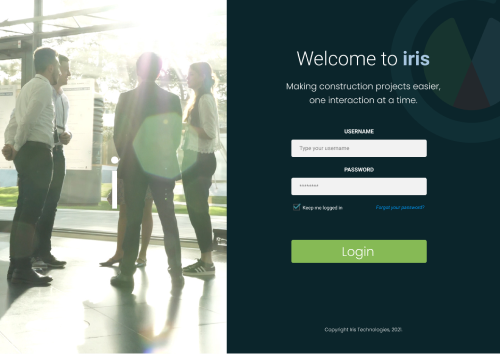 Welcome to iris
Making construction projects easier,
one interaction at a time.
USERNAME
Type your username
PASSWORD
********
Keep me logged in
Forgot your password?
Login
Copyright Iris Technologies, 2021
i